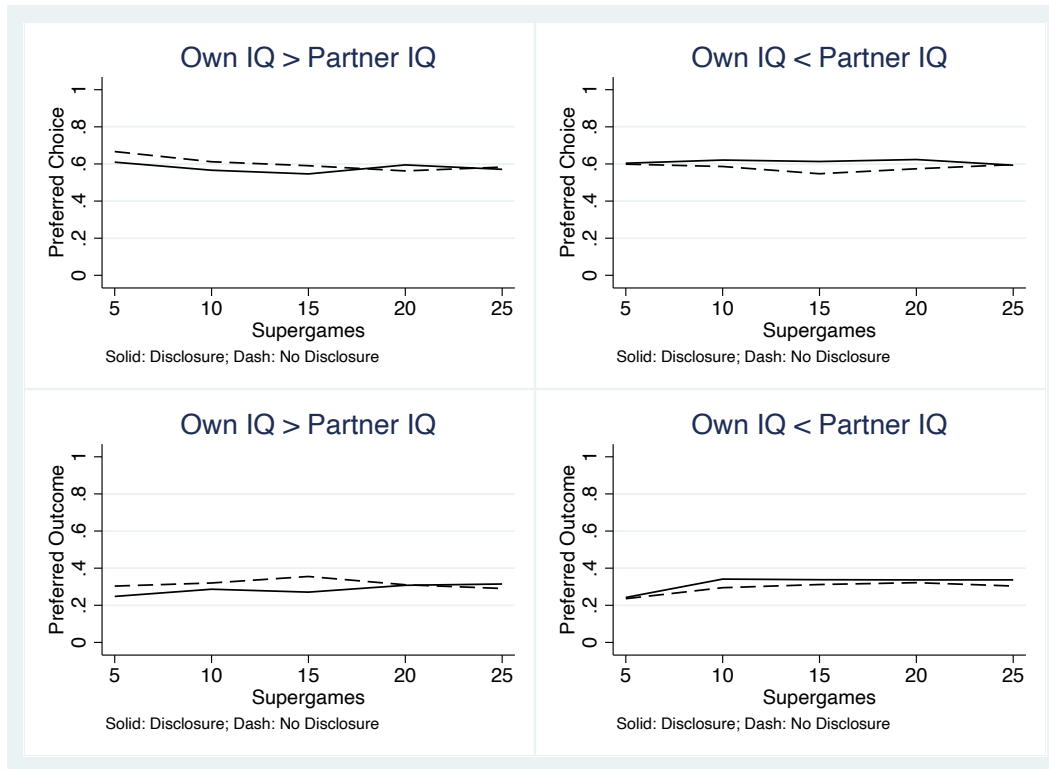 Own IQ > Partner IQ
Preferred Choice
0 .2 .4 .6 .8 1
5 10 15 20 25
Supergames
Solid: Disclosure; Dash: No Disclosure
Own IQ < Partner IQ
Preferred Choice
0 .2 .4 .6 .8 1
5 10 15 20 25
Supergames
Solid: Disclosure; Dash: No Disclosure
Own IQ > Partner IQ
Preferred Outcome
0 .2 .4 .6 .8 1
5 10 15 20 25
Supergames
Solid: Disclosure; Dash: No Disclosure
Own IQ < Partner IQ
Preferred Outcome
0 .2 .4 .6 .8 1
5 10 15 20 25
Supergames
Solid: Disclosure; Dash: No Disclosure